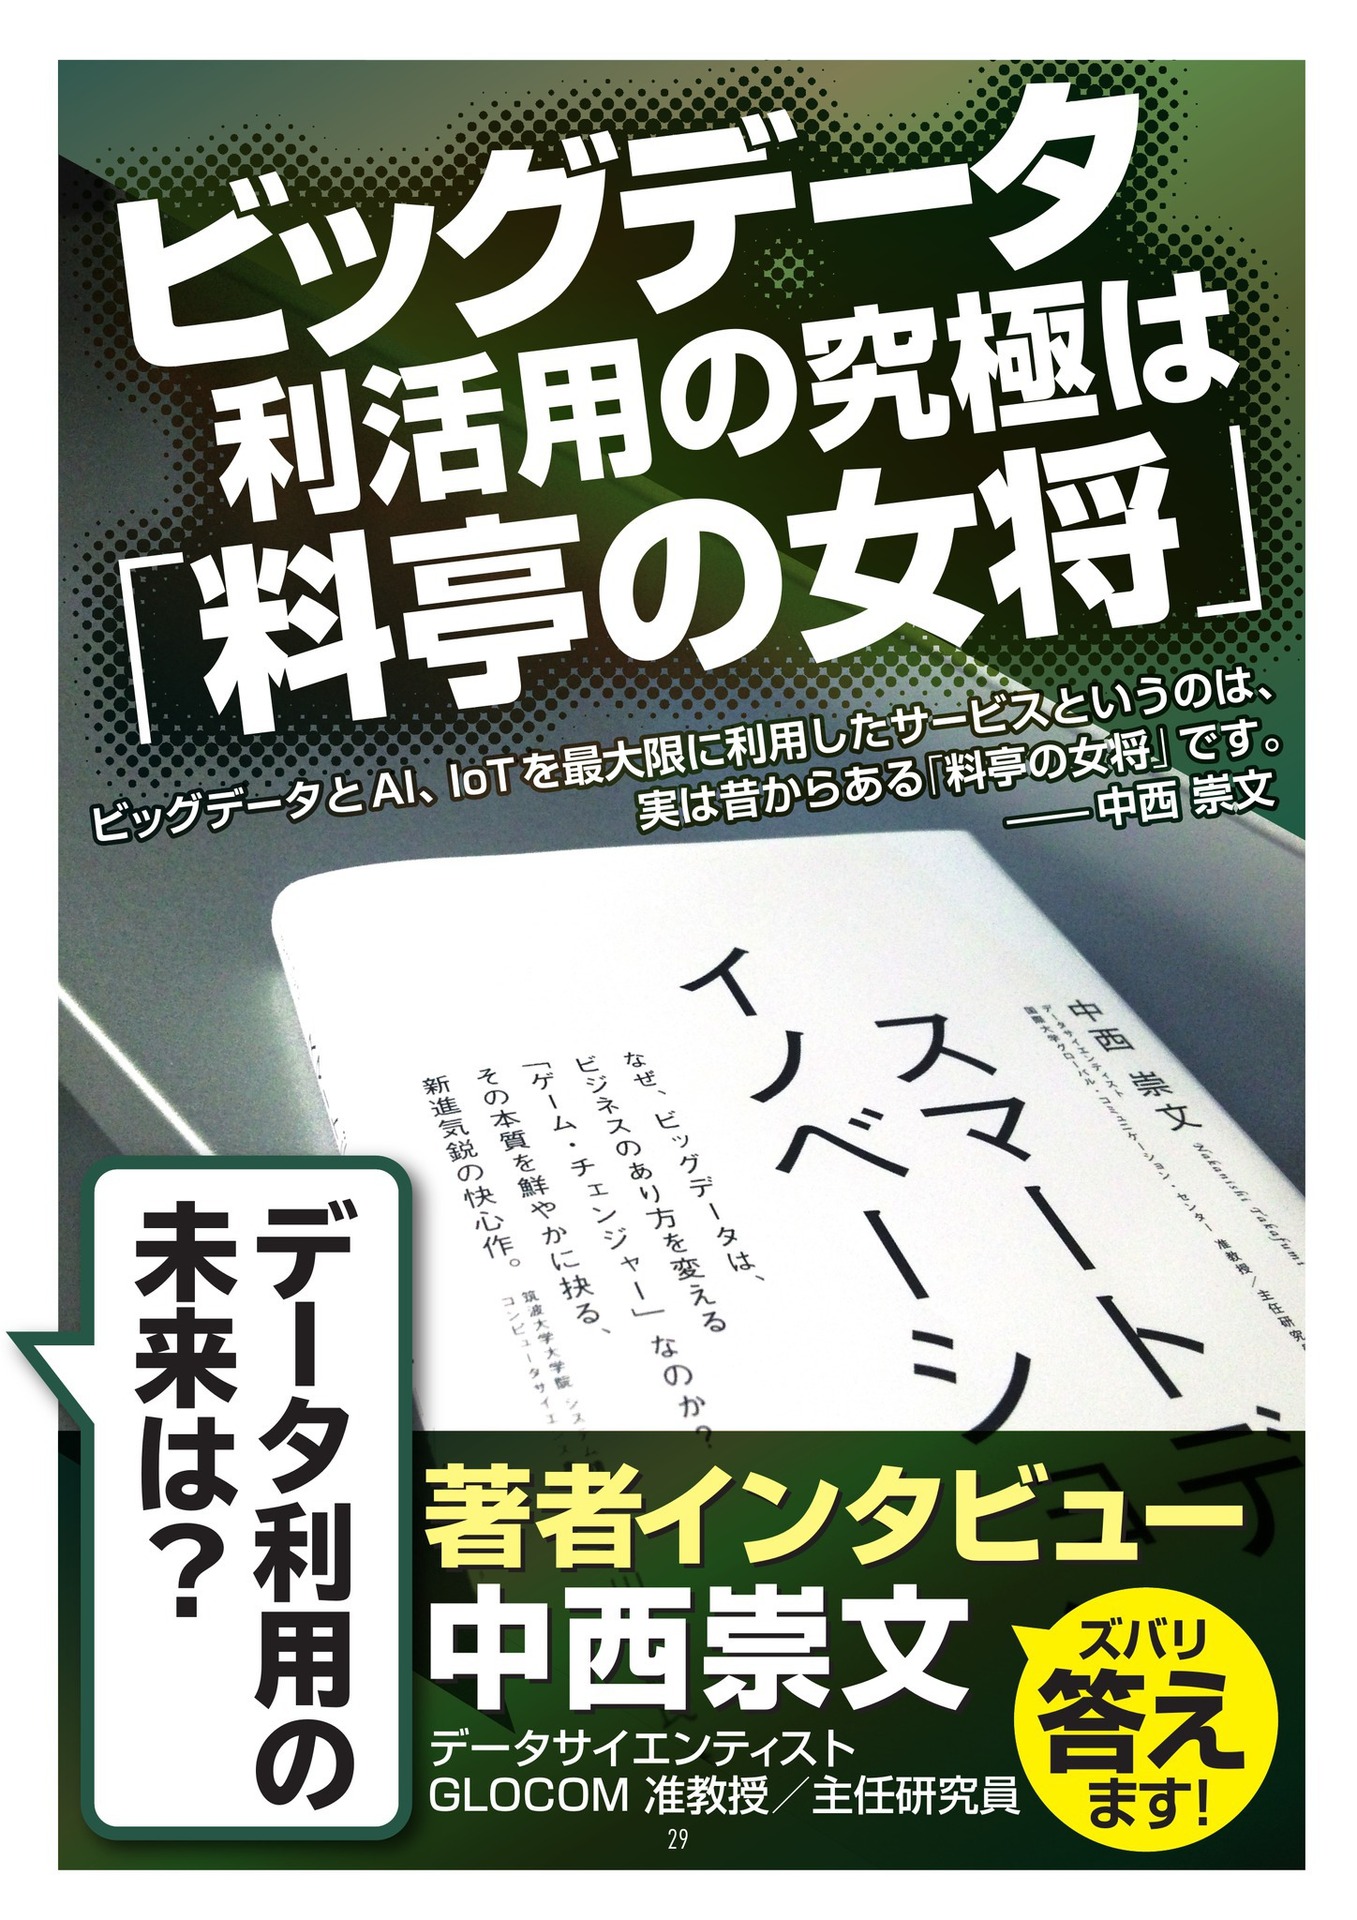 ビッグデータ
利活用の究極は
「料亭の女将」
ビッグデータとAI、IoTを最大限に利用したサービスというのは、
実は昔からある「料亭の女将」です。
──中西 崇文
中西 崇文 Nakanishi Takafumi
データサイエンティスト
国際大学グローバル・コミュニケーション・センター 准教授/主任研究
スマート
イノベーシ
なぜ、ビッグデータは、
ビジネスのあり方を変える
「ゲーム・チェンジャー」なのか?
その本質を鮮やかに抉る、
新進気鋭の快心作。
筑波大学大学院 システム
コンピュータサイエ
データ利用の
未来は?
著者インタビュー
中西崇文
データサイエンティスト
GLOCOM 准教授/主任研究員
ズバリ
答え
ます!
29